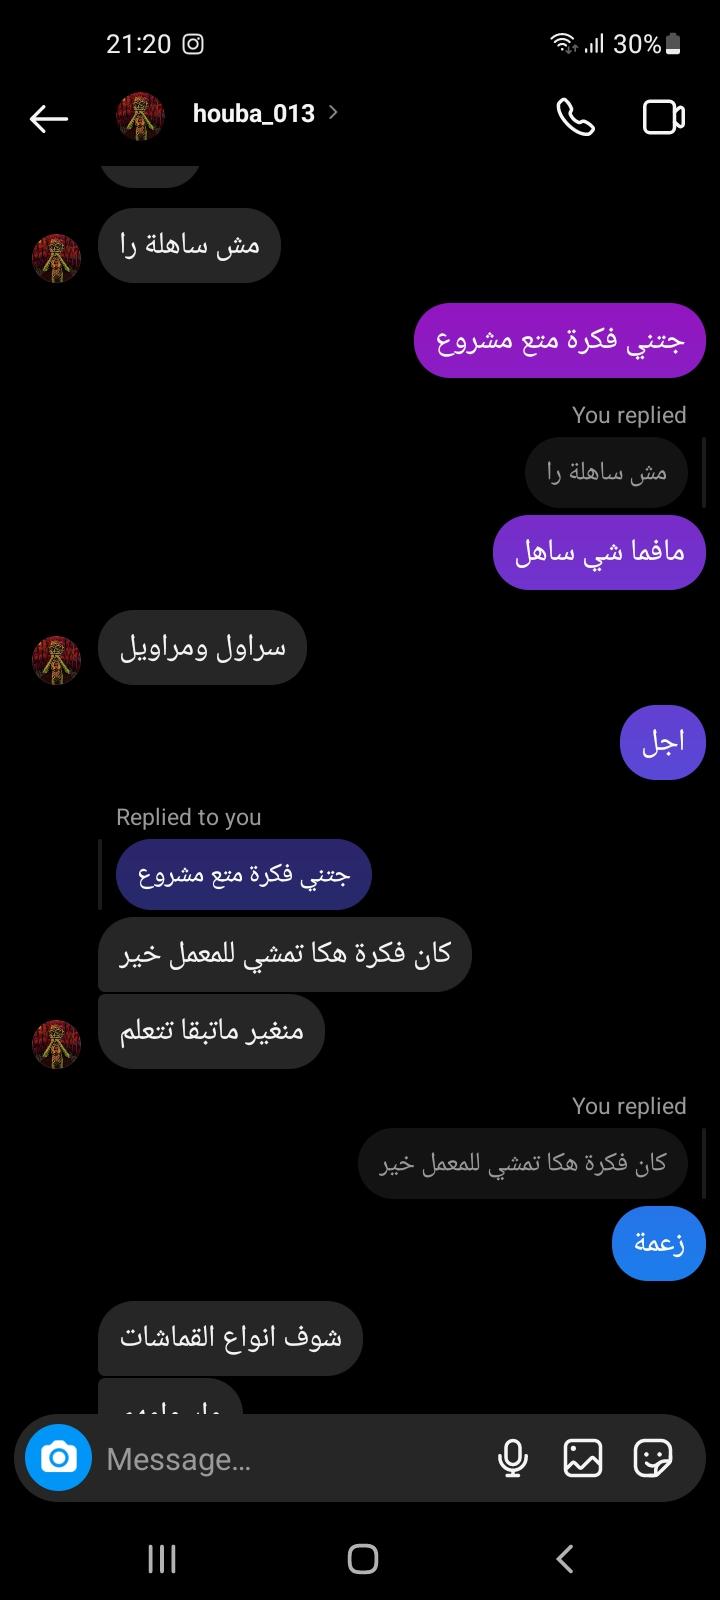 21:20
30%
houba_013
مش ساهلة را
جتني فكرة متع مشروع
You replied
مش ساهلة را
مافما شي ساهل
سراول ومراويل
اجل
Replied to you
جتني فكرة متع مشروع
كان فكرة هكا تمشي للمعمل خير
منغير ماتبقا تتعلم
You replied
كان فكرة هكا تمشي للمعمل خير
زعمة
شوف انواع القماشات
Message...